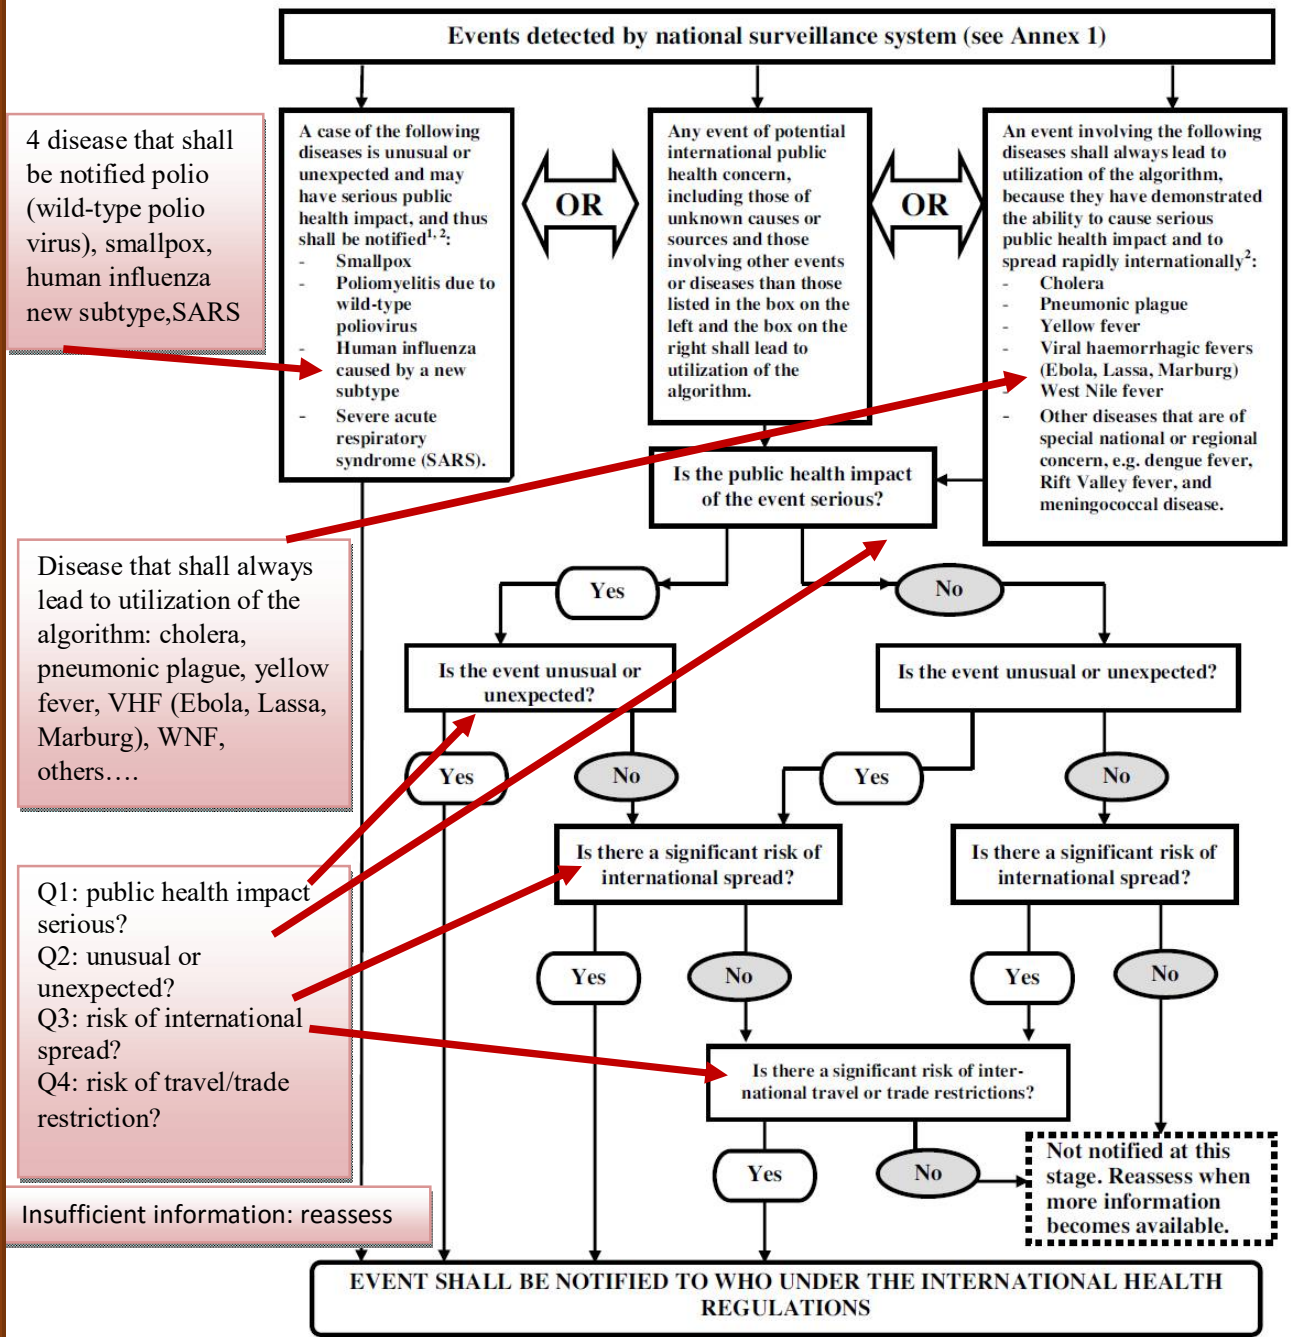 Events detected by national surveillance system (see Annex 1)
4 disease that shall
be notified polio
(wild-type polio
virus), smallpox,
human influenza
new subtype,SARS
A case of the following
diseases is unusual or
unexpected and may
have serious public
health impact, and thus
shall be notified1, 2:
- Smallpox
- Poliomyelitis due to
wild-type
poliovirus
- Human influenza
caused by a new
subtype
- Severe acute
respiratory
syndrome (SARS).
OR
Any event of potential
international public
health concern,
including those of
unknown causes or
sources and those
involving other events
or diseases than those
listed in the box on the
left and the box on the
right shall lead to
utilization of the
algorithm.
OR
An event involving the following
diseases shall always lead to
utilization of the algorithm,
because they have demonstrated
the ability to cause serious
public health impact and to
spread rapidly internationally2:
- Cholera
- Pneumonic plague
- Yellow fever
- Viral haemorrhagic fevers
(Ebola, Lassa, Marburg)
- West Nile fever
- Other diseases that are of
special national or regional
concern, e.g. dengue fever,
Rift Valley fever, and
meningococcal disease.
Is the public health impact
of the event serious?
Disease that shall always
lead to utilization of the
algorithm: cholera,
pneumonic plague, yellow
fever, VHF (Ebola, Lassa,
Marburg), WNF,
others….
Yes
No
Is the event unusual or
unexpected?
Is the event unusual or unexpected?
Yes
No
Yes
No
Is there a significant risk of
international spread?
Is there a significant risk of
international spread?
Q1: public health impact
serious?
Q2: unusual or
unexpected?
Q3: risk of international
spread?
Q4: risk of travel/trade
restriction?
Yes
No
Yes
No
Is there a significant risk of inter-
national travel or trade restrictions?
Yes
No
Not notified at this
stage. Reassess when
more information
becomes available.
Insufficient information: reassess
EVENT SHALL BE NOTIFIED TO WHO UNDER THE INTERNATIONAL HEALTH
REGULATIONS